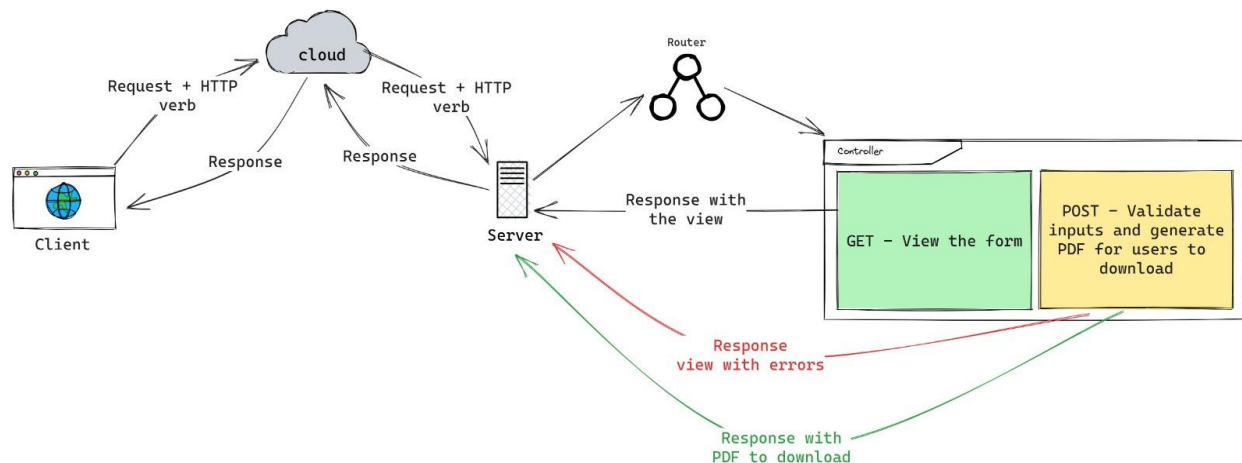 cloud
Router
Request + HTTP
verb
Request + HTTP
verb
Controller
Response
Response
Response with
the view
GET – View the form
POST – Validate
inputs and generate
PDF for users to
download
Client
Server
Response
view with errors
Response with
PDF to download